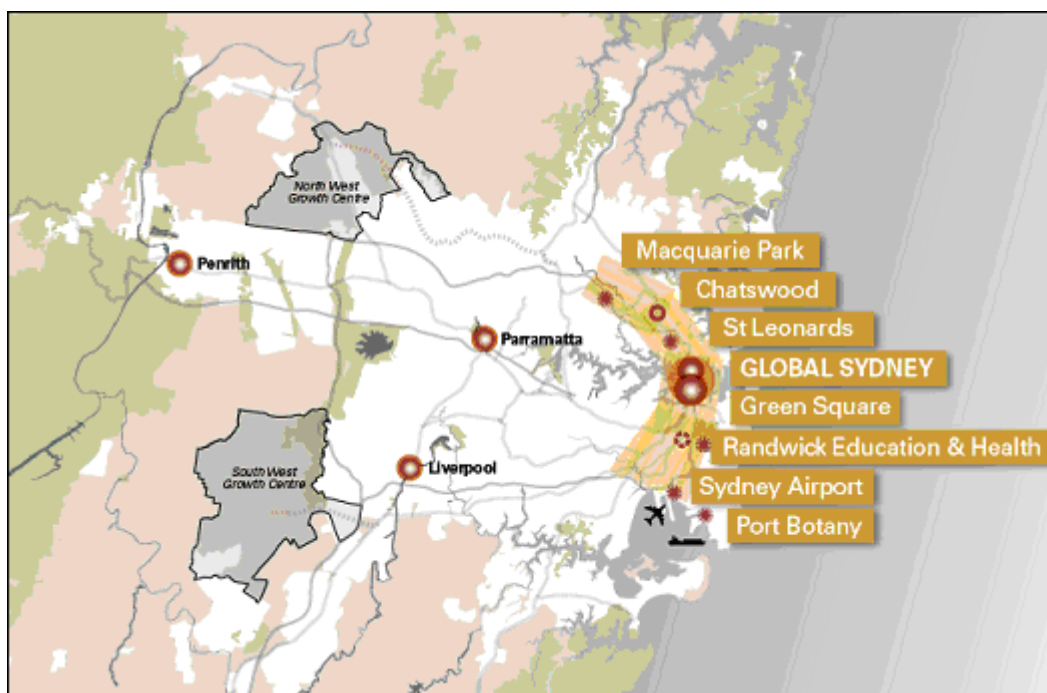 North West
Growth Centre
Macquarie Park
Penrith
Chatswood
St Leonards
Parramatta
GLOBAL SYDNEY
Green Square
Randwick Education & Health
South West
Growth Centre
Liverpool
Sydney Airport
Port Botany